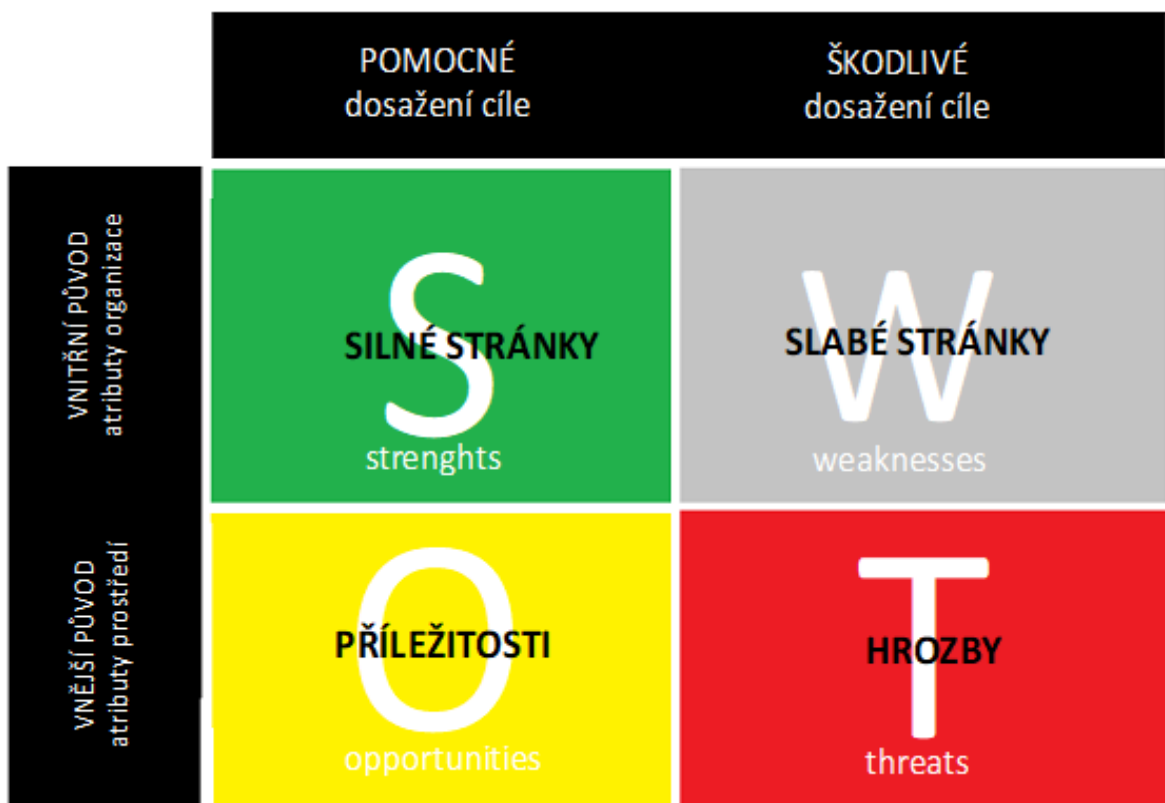 POMOCNÉ
dosažení cíle
ŠKODLIVÉ
dosažení cíle
VNITŘNÍ PŮVOD
atributy organizace
S
SILNÉ STRÁNKY
strenghts
W
SLABÉ STRÁNKY
weaknesses
VNĚJŠÍ PŮVOD
atributy prostředí
O
PŘÍLEŽITOSTI
opportunities
T
HROZBY
threats